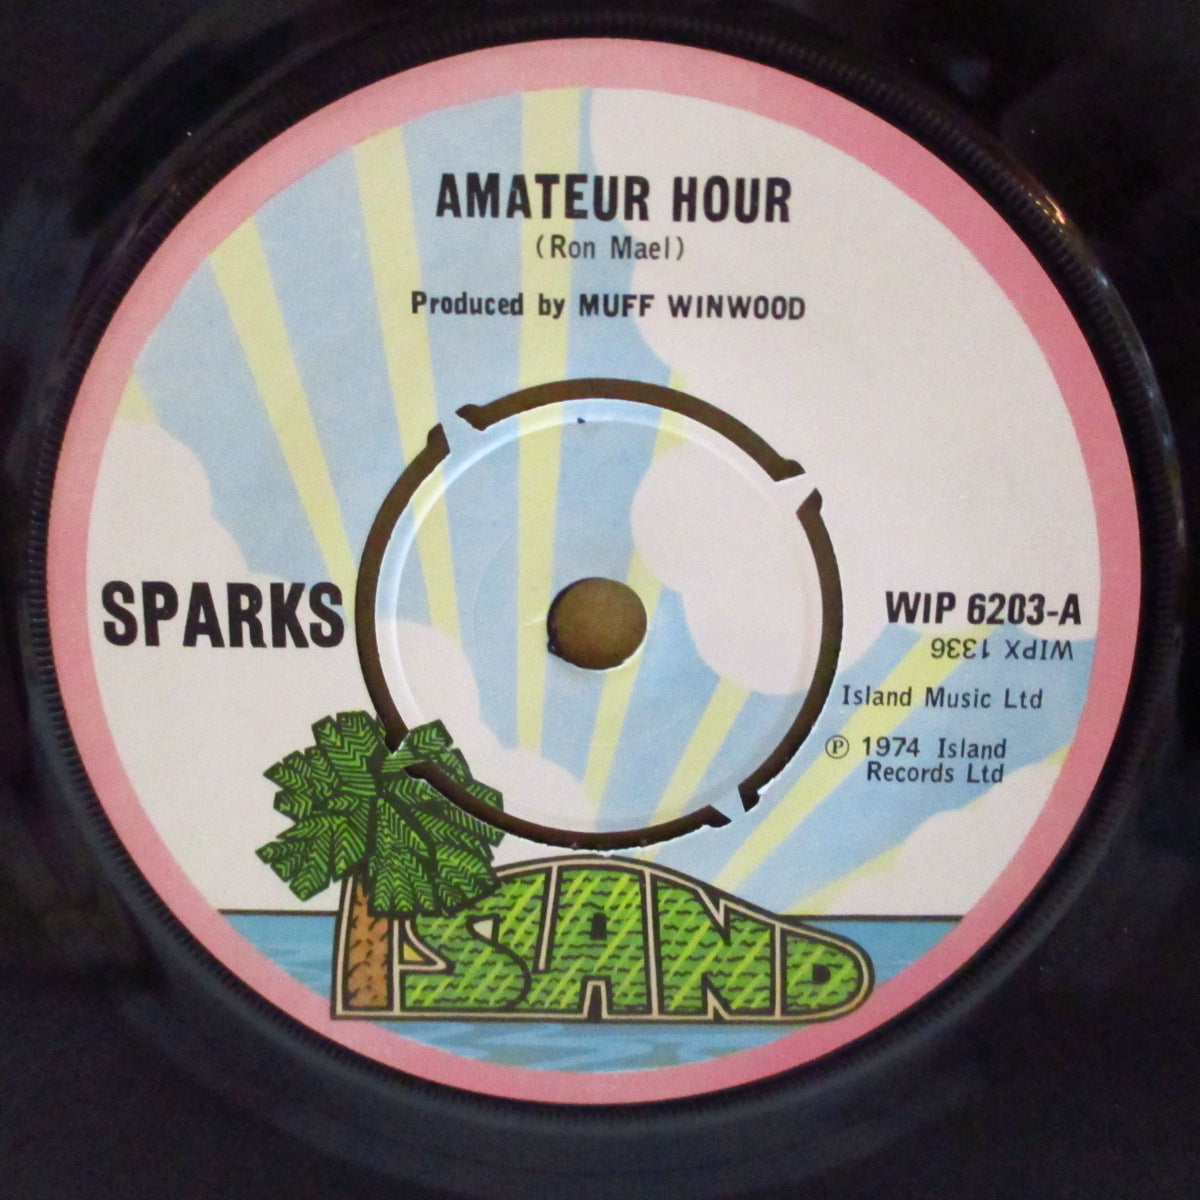 AMATEUR HOUR
(Ron Mael)
Produced by MUFF WINWOOD
SPARKS
WIP 6203-A
WIPX 1336
Island Music Ltd
℗ 1974 Island
Records Ltd
ISLAND